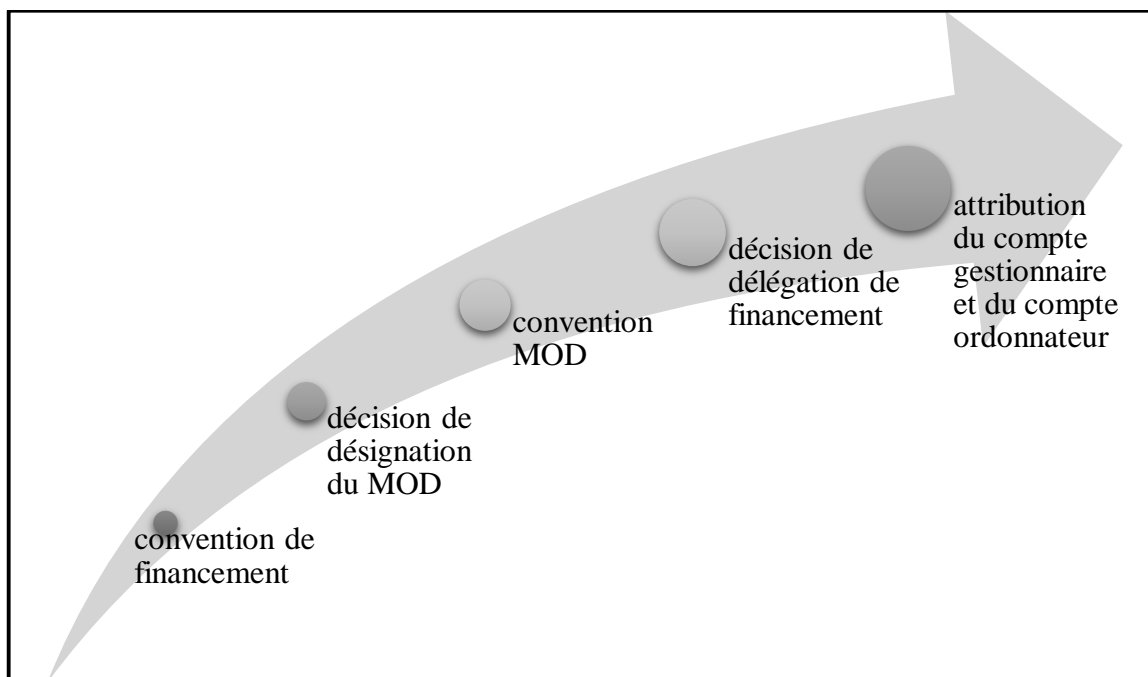 convention de
financement
décision de
désignation
du MOD
convention
MOD
décision de
délégation de
financement
attribution
du compte
gestionnaire
et du compte
ordonnateur